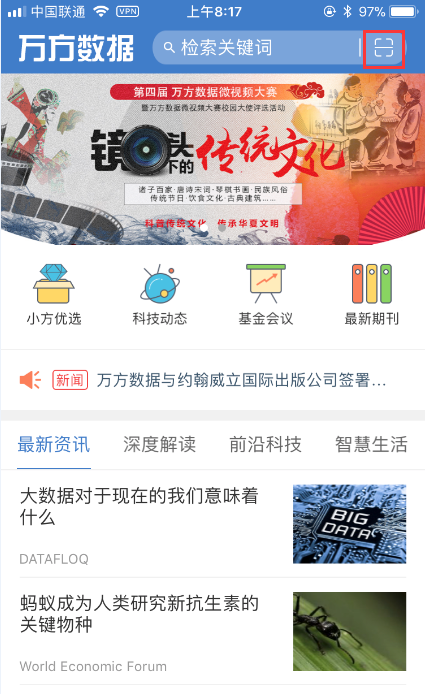 中国联通 VPN 上午8:17 97%
万方数据 检索关键词
第四届 万方数据微视频大赛
暨万方数据微视频大赛校园大使评选活动
镜头下的传统文化
诸子百家·唐诗宋词·琴棋书画·民族风俗
传统节日·饮食文化·古典建筑......
科普传统文化 传承华夏文明
小方优选 科技动态 基金会议 最新期刊
新闻 万方数据与约翰威立国际出版公司签署...
最新资讯 深度解读 前沿科技 智慧生活
大数据对于现在的我们意味着
什么
BIG
DATA
DATAFLOQ
蚂蚁成为人类研究新抗生素的
关键物种
World Economic Forum